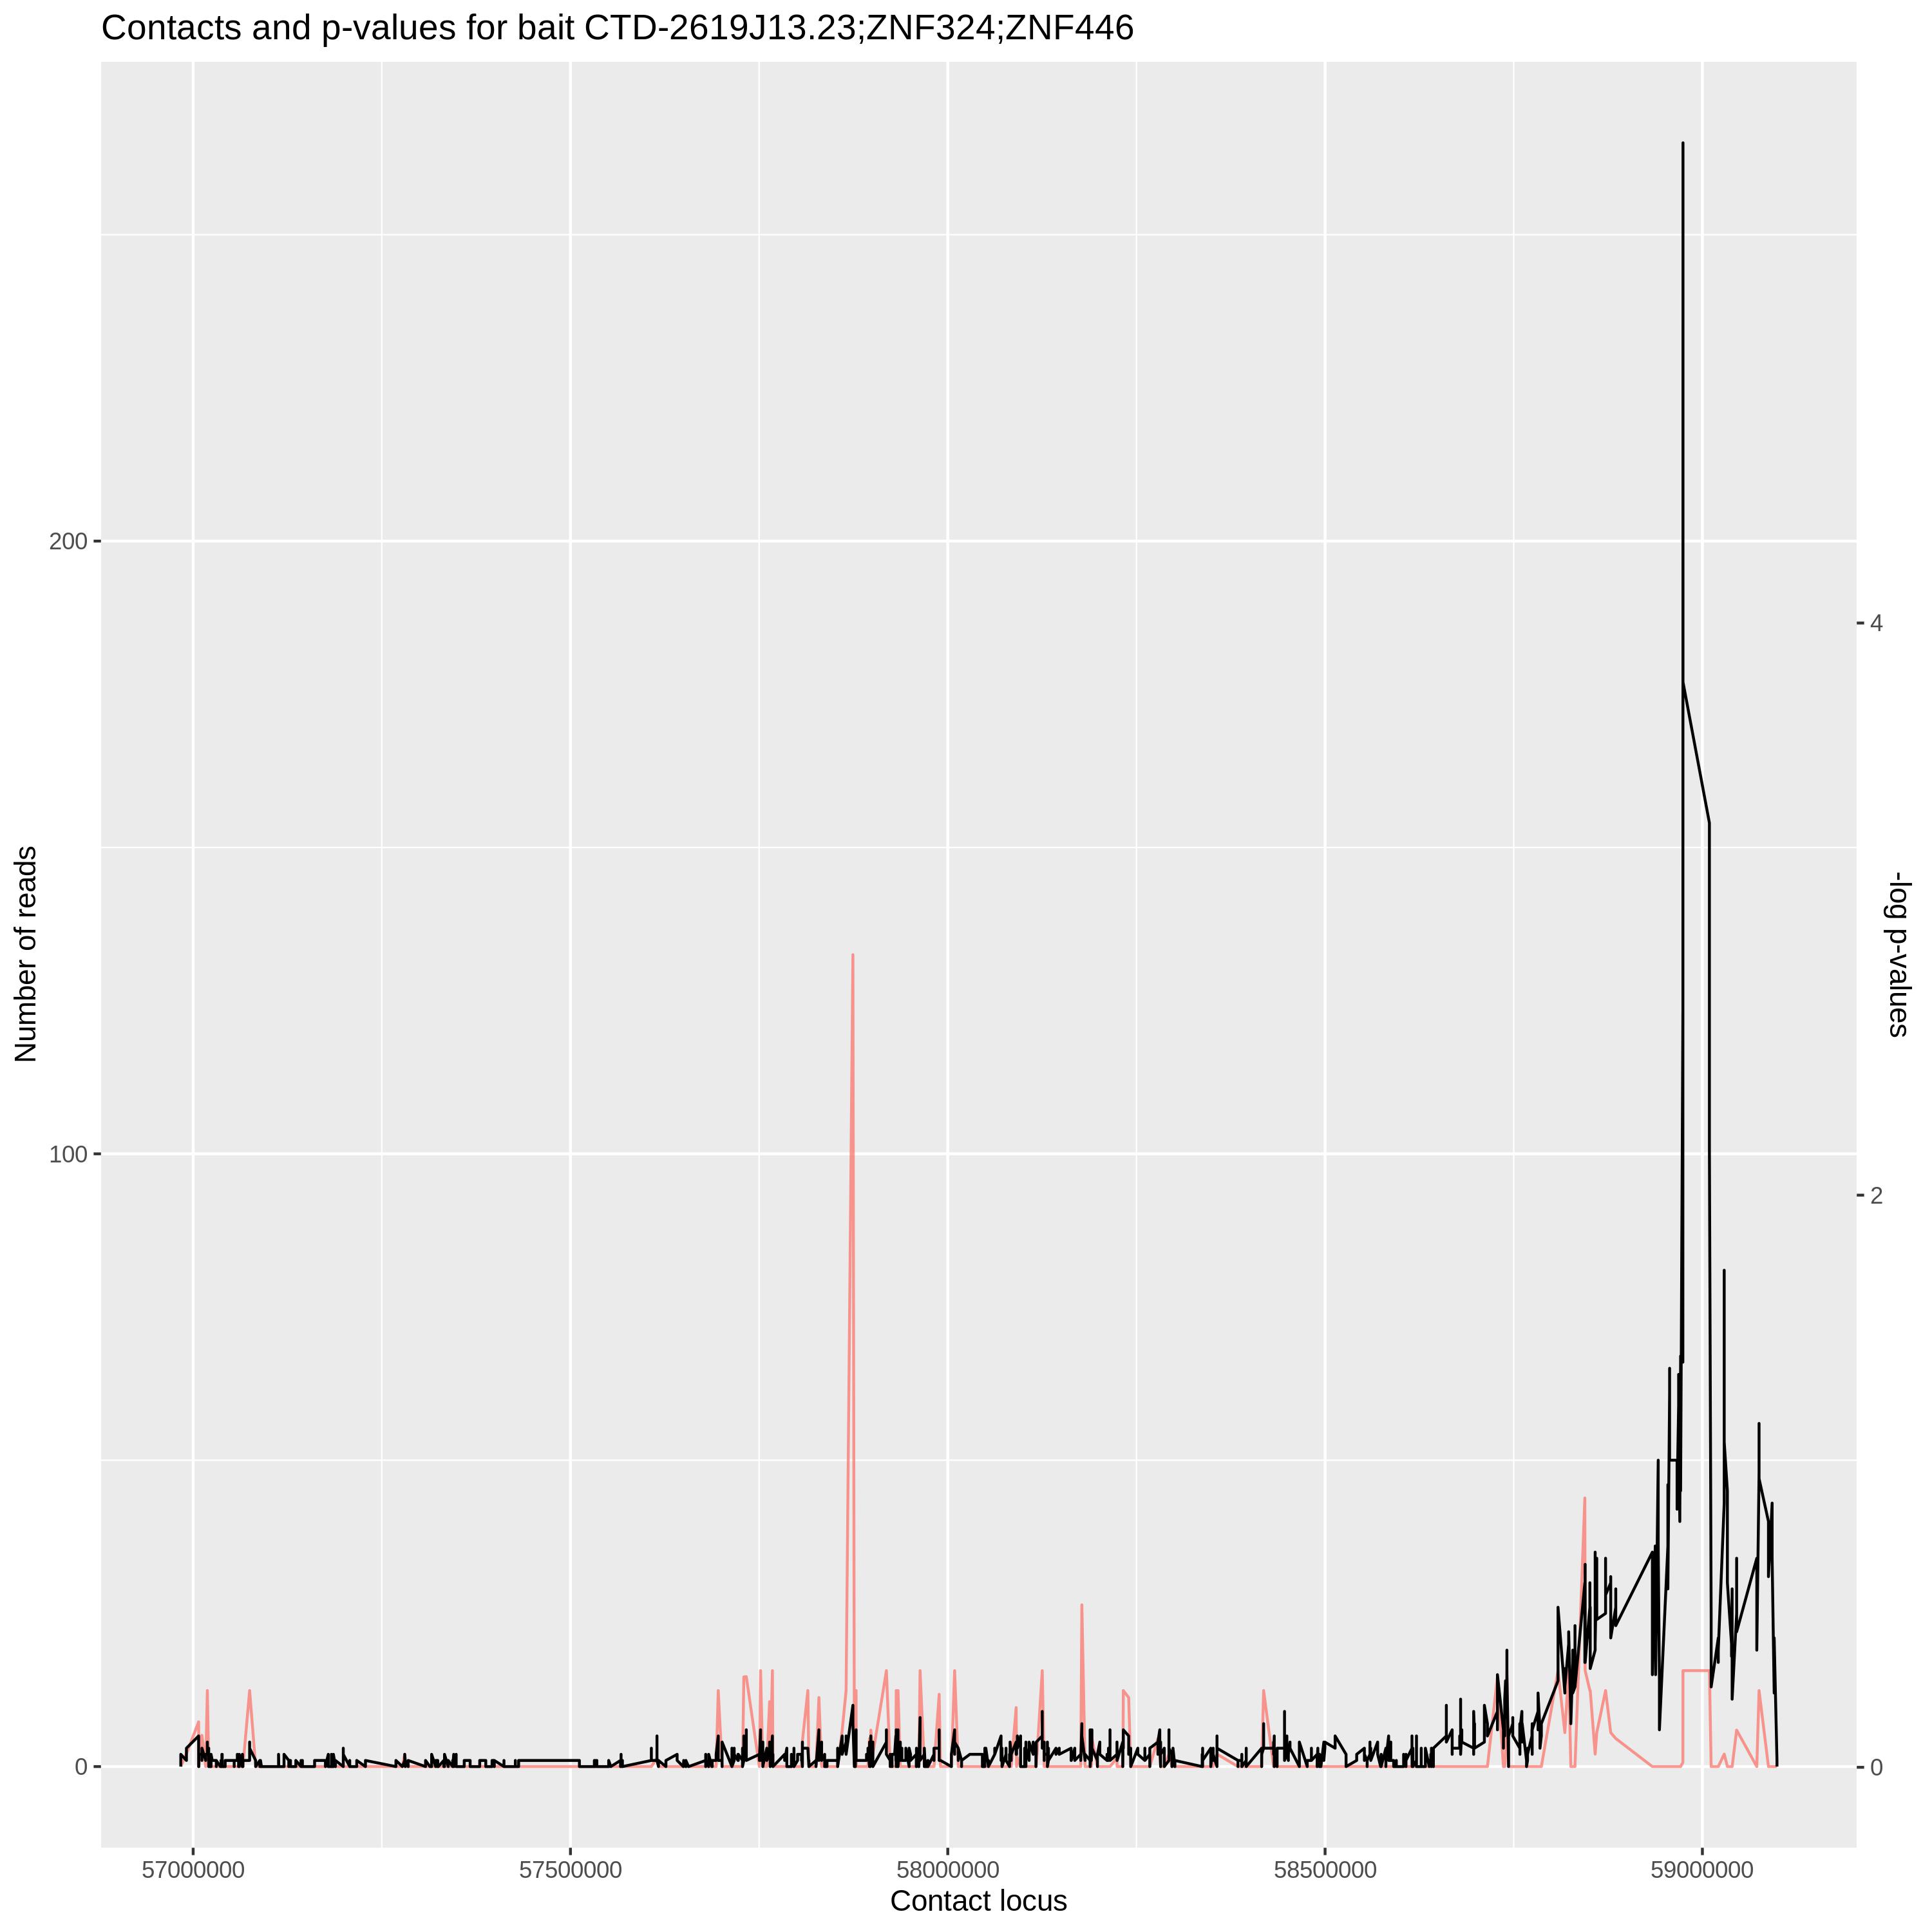 Contacts and p-values for bait CTD-2619J13.23;ZNF324;ZNF446
Number of reads
200
100
0
4
2
0
-log p-values
57000000 57500000 58000000 58500000 59000000
Contact locus